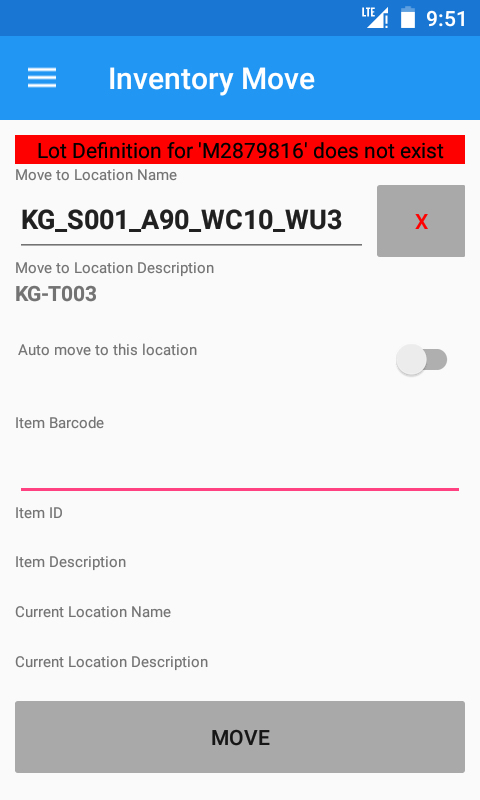 LTE 9:51
Inventory Move
Lot Definition for 'M2879816' does not exist
Move to Location Name
KG_S001_A90_WC10_WU3
X
Move to Location Description
KG-T003
Auto move to this location
Item Barcode
Item ID
Item Description
Current Location Name
Current Location Description
MOVE